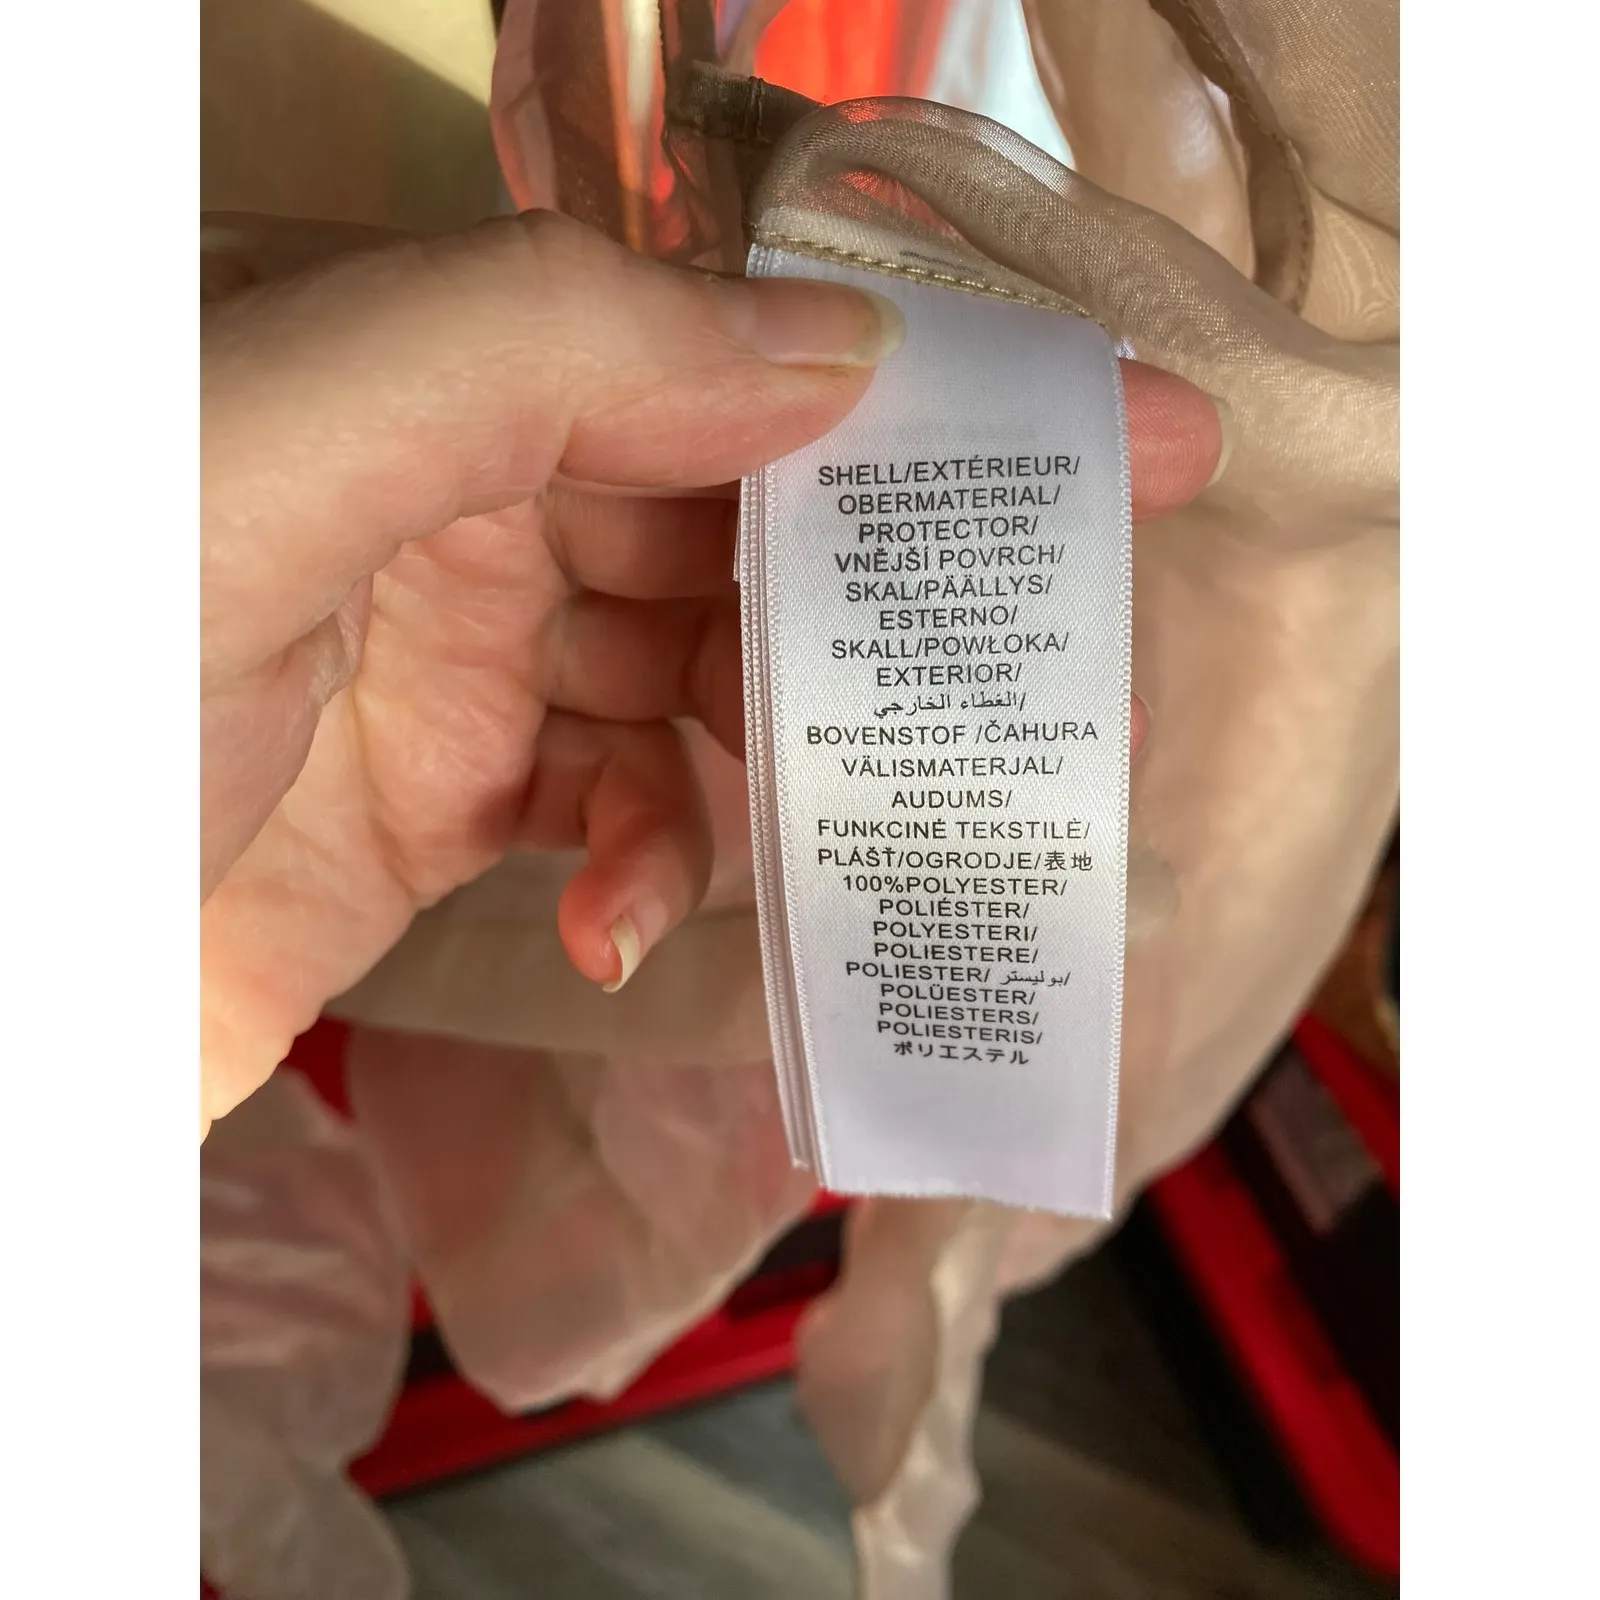 SHELL/EXTÉRIEUR/
OBERMATERIAL/
PROTECTOR/
VNĚJŠÍ POVRCH/
SKAL/PÄÄLLYS/
ESTERNO/
SKALL/POWŁOKA/
EXTERIOR/
الغطاء الخارجي/
BOVENSTOF /ČAHURA
VÄLISMATERJAL/
AUDUMS/
FUNKCINĖ TEKSTILĖ/
PLÁŠŤ/OGRODJE/表地
100%POLYESTER/
POLIÉSTER/
POLYESTERI/
POLIESTERE/
POLIESTER/ بوليستر/
POLÜESTER/
POLIESTERS/
POLIESTERIS/
ポリエステル